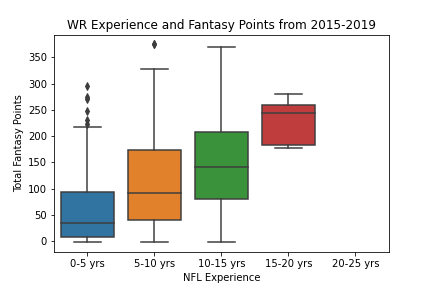 WR Experience and Fantasy Points from 2015-2019
Total Fantasy Points
350
300
250
200
150
100
50
0
0-5 yrs 5-10 yrs 10-15 yrs 15-20 yrs 20-25 yrs
NFL Experience